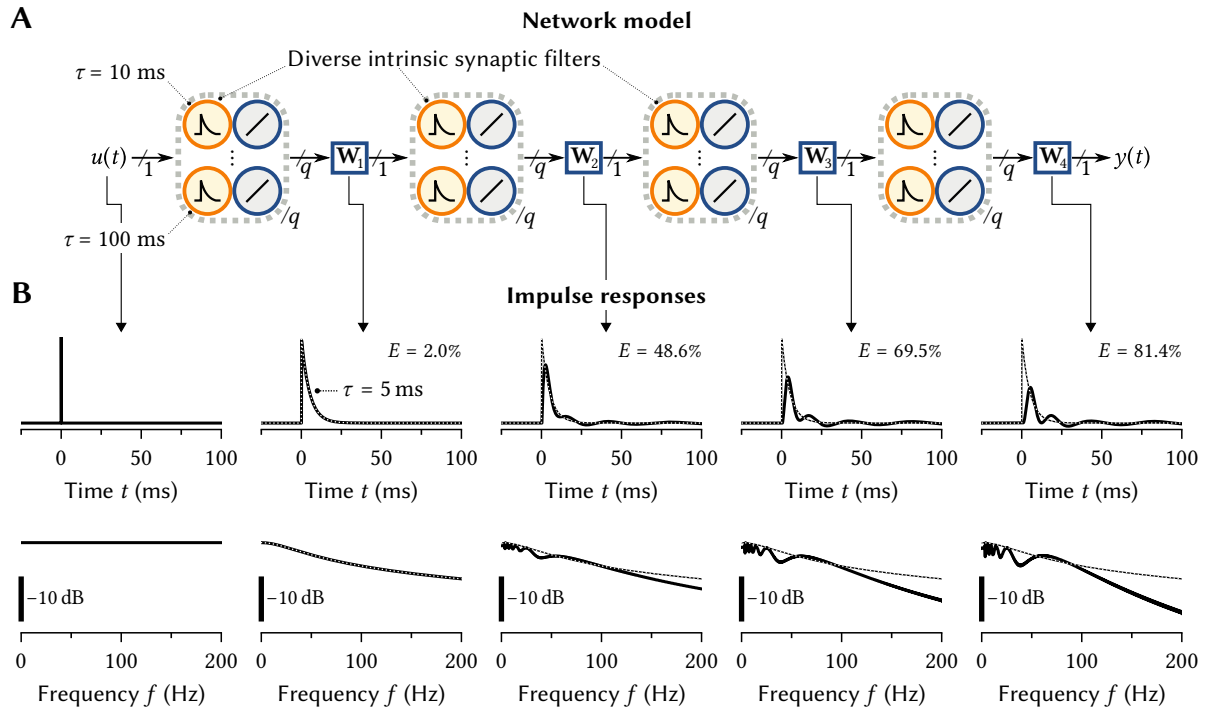 A
Network model
τ = 10 ms
Diverse intrinsic synaptic filters
u(t) 1 q W1 1 q W2 1 q W3 1 q W4 1 y(t)
q q q q
τ = 100 ms
B
Impulse responses
E = 2.0% E = 48.6% E = 69.5% E = 81.4%
τ = 5 ms
0 50 100 0 50 100 0 50 100 0 50 100 0 50 100
Time t (ms) Time t (ms) Time t (ms) Time t (ms) Time t (ms)
−10 dB −10 dB −10 dB −10 dB −10 dB
0 100 200 0 100 200 0 100 200 0 100 200 0 100 200
Frequency f (Hz) Frequency f (Hz) Frequency f (Hz) Frequency f (Hz) Frequency f (Hz)